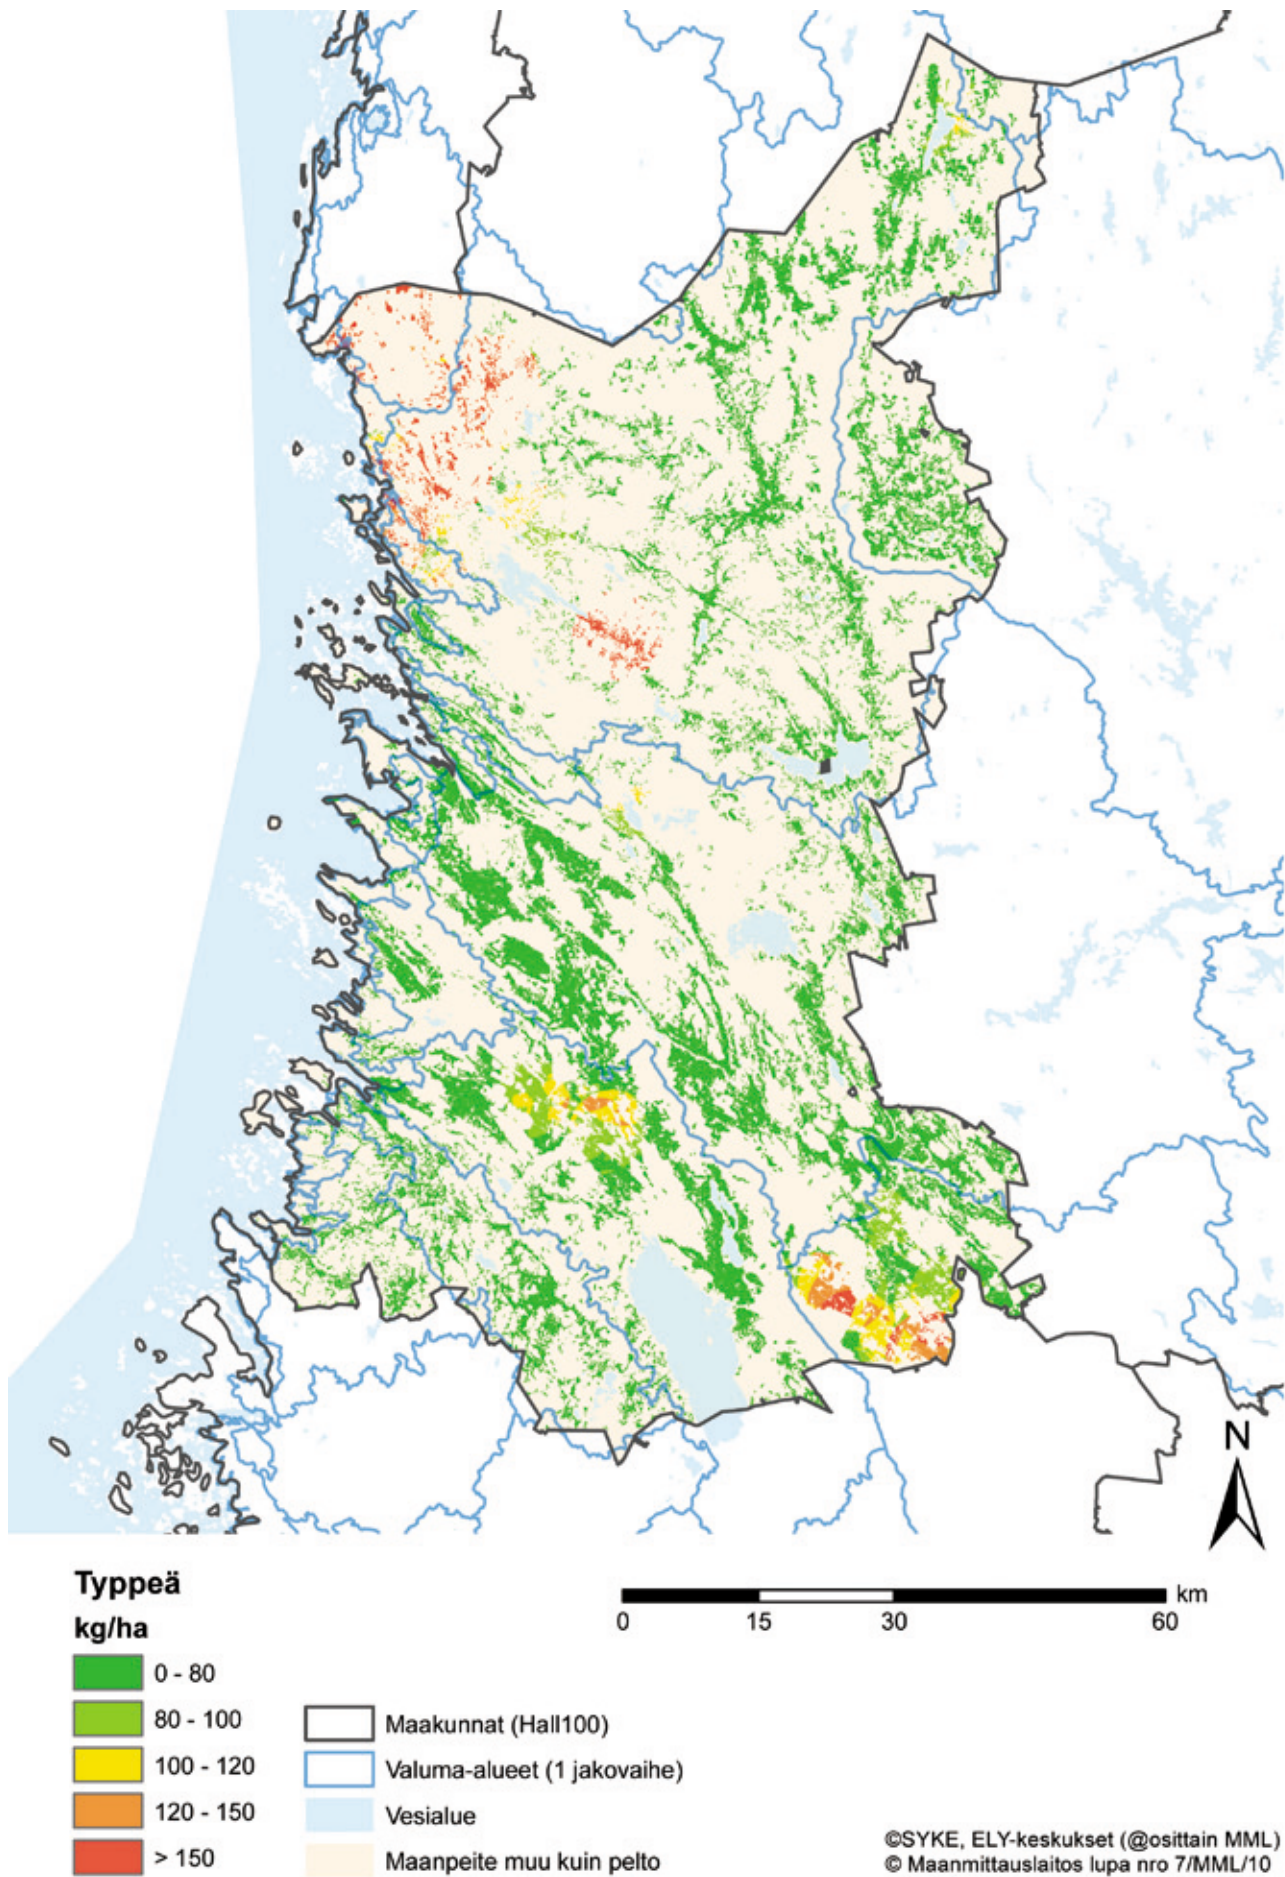 N
Typpeä
kg/ha
km
0 15 30 60
0 - 80
80 - 100
100 - 120
120 - 150
> 150
Maakunnat (Hall100)
Valuma-alueet (1 jakovaihe)
Vesialue
Maanpeite muu kuin pelto
©SYKE, ELY-keskukset (@osittain MML)
© Maanmittauslaitos lupa nro 7/MML/10